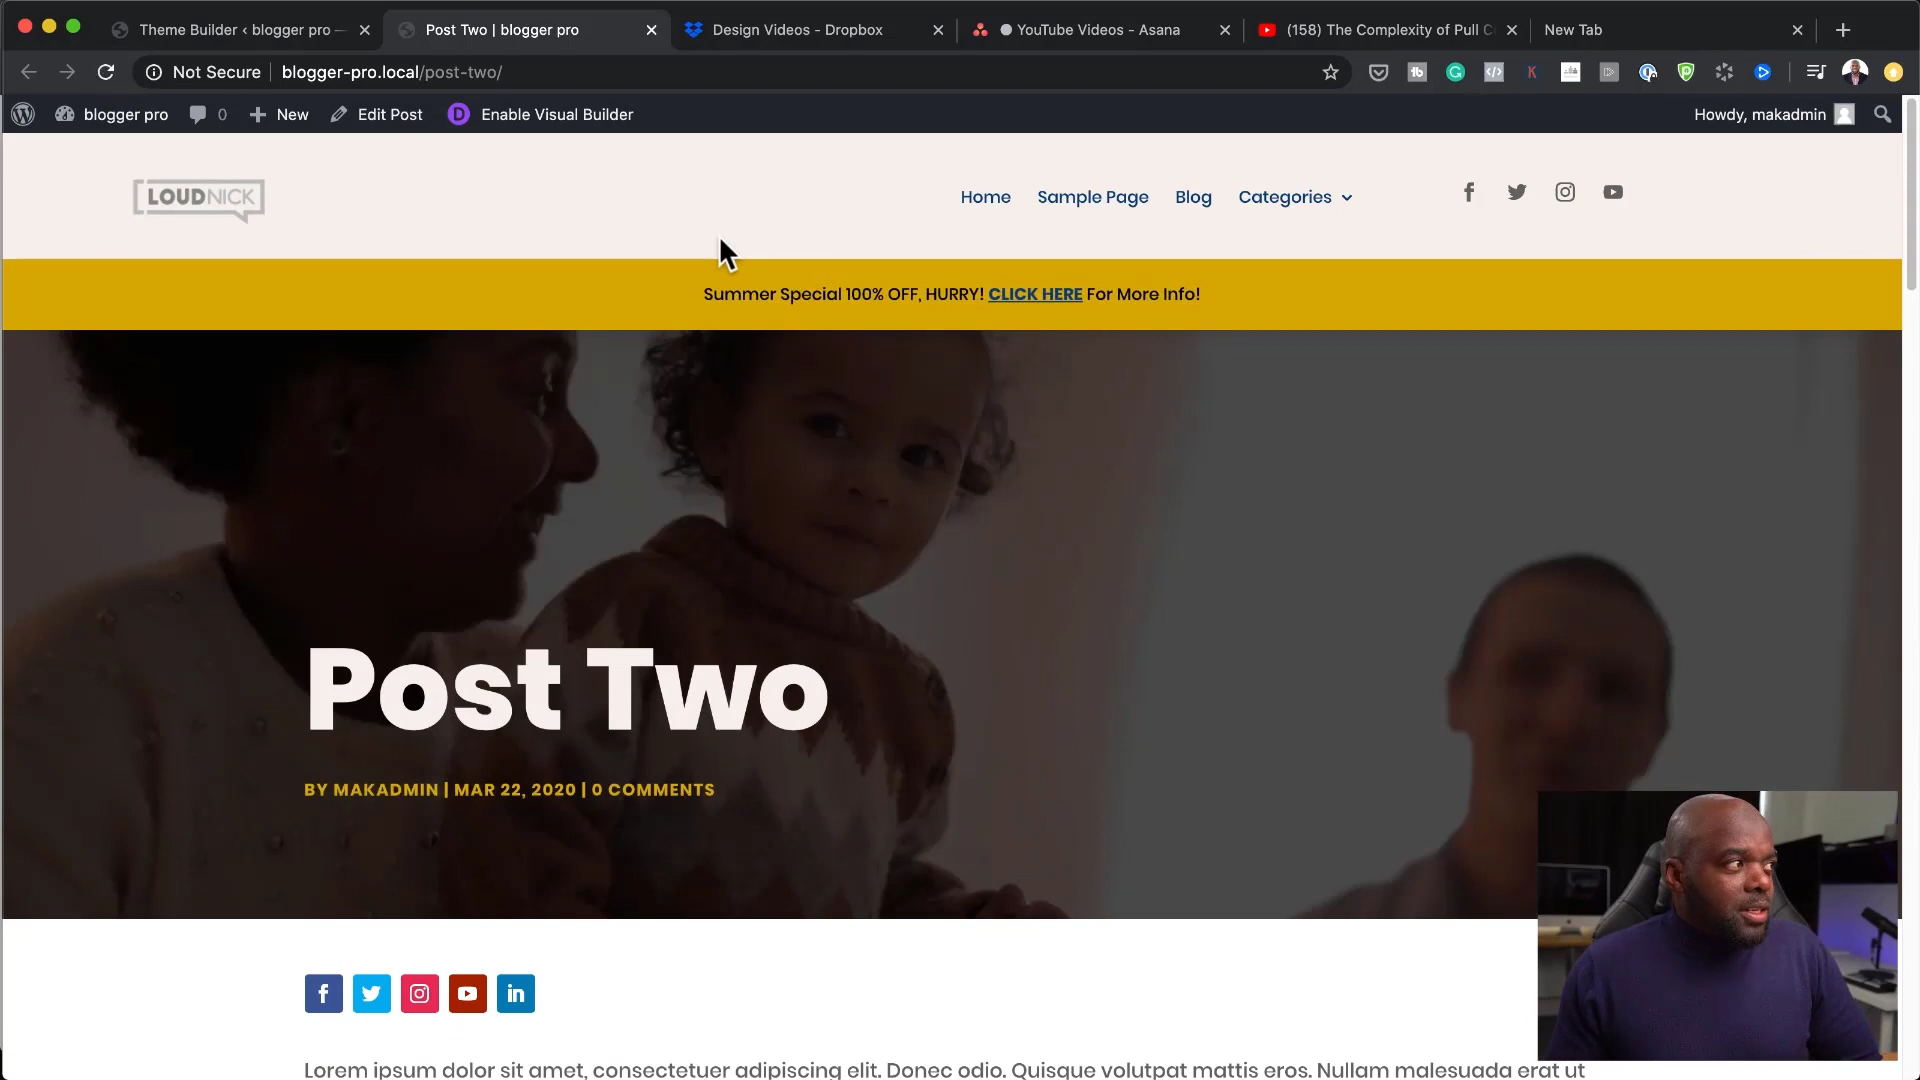 Theme Builder ‹ blogger pro —
Post Two | blogger pro
Design Videos - Dropbox
YouTube Videos - Asana
(158) The Complexity of Pull C
New Tab
Not Secure
blogger-pro.local/post-two/
blogger pro
0
New
Edit Post
D
Enable Visual Builder
Howdy, makadmin
LOUDNICK
Home
Sample Page
Blog
Categories
Summer Special 100% OFF, HURRY! CLICK HERE For More Info!
Post Two
BY MAKADMIN | MAR 22, 2020 | 0 COMMENTS
Lorem ipsum dolor sit amet, consectetuer adipiscing elit. Donec odio. Quisque volutpat mattis eros. Nullam malesuada erat ut